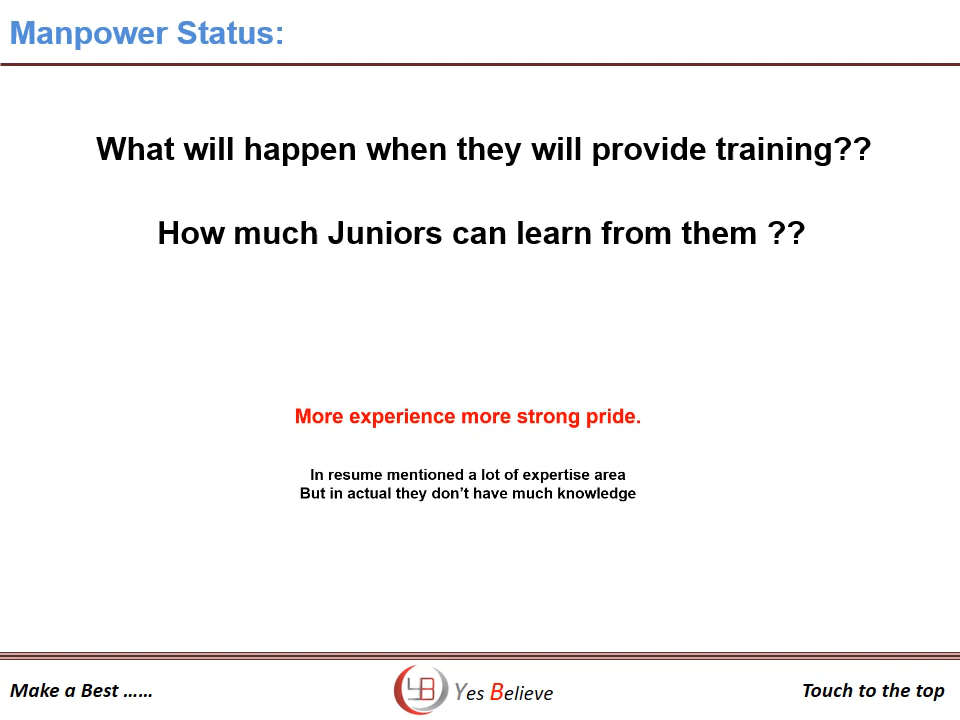 Manpower Status:
What will happen when they will provide training??
How much Juniors can learn from them ??
More experience more strong pride.
In resume mentioned a lot of expertise area
But in actual they don’t have much knowledge
Make a Best ……
YB
Yes Believe
Touch to the top